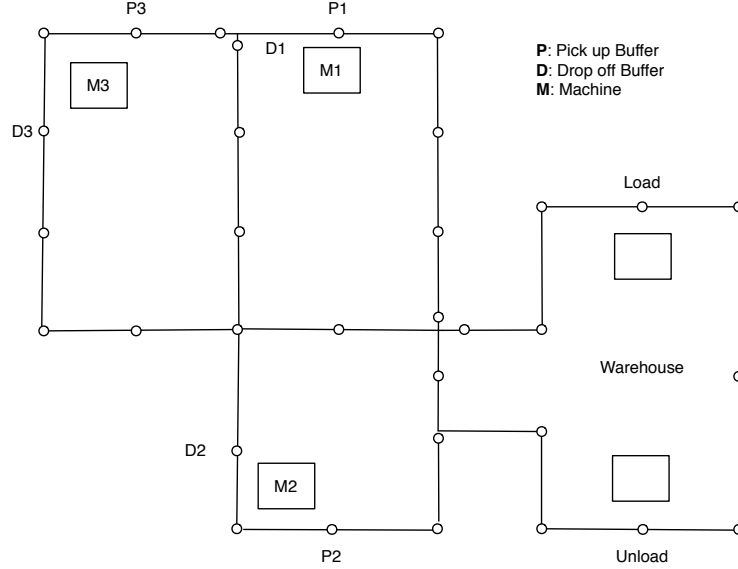 P3
P1
D1
M1
M3
P: Pick up Buffer
D: Drop off Buffer
M: Machine
D3
Load
Warehouse
D2
M2
P2
Unload